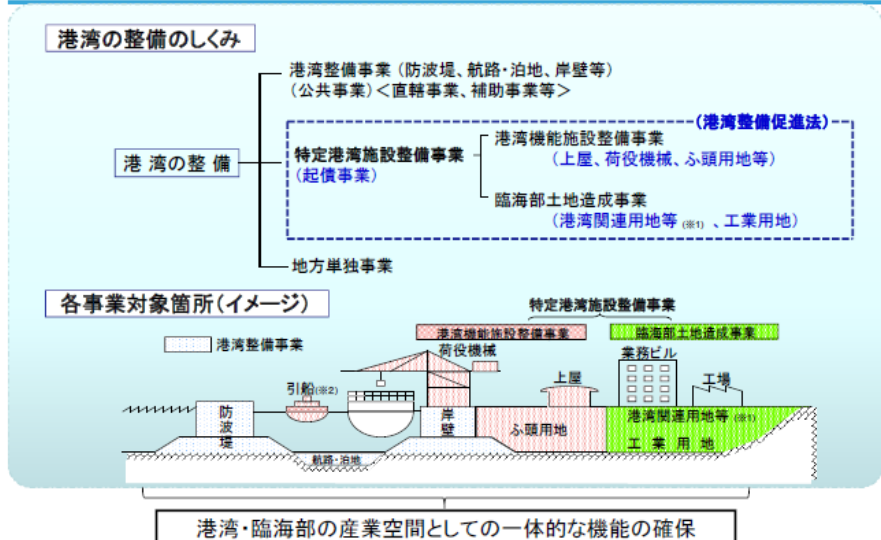 港湾の整備のしくみ
港湾整備事業（防波堤、航路・泊地、岸壁等）
（公共事業）＜直轄事業、補助事業等＞
（港湾整備促進法）
港湾の整備
特定港湾施設整備事業
（起債事業）
港湾機能施設整備事業
（上屋、荷役機械、ふ頭用地等）
臨海部土地造成事業
（港湾関連用地等（※1）、工業用地）
地方単独事業
各事業対象箇所（イメージ）
特定港湾施設整備事業
港湾整備事業
港湾機能施設整備事業
臨海部土地造成事業
荷役機械
業務ビル
引船（※2）
上屋
工場
防波堤
岸壁
ふ頭用地
港湾関連用地等（※1）
工業用地
航路・泊地
港湾・臨海部の産業空間としての一体的な機能の確保